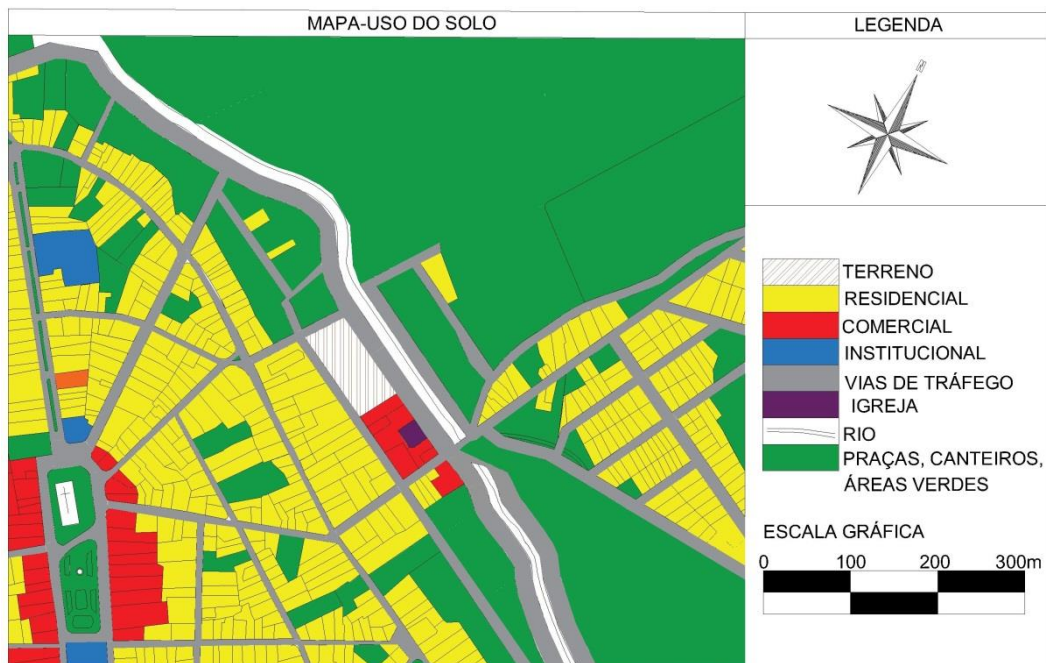 MAPA-USO DO SOLO
LEGENDA
N
TERRENO
RESIDENCIAL
COMERCIAL
INSTITUCIONAL
VIAS DE TRÁFEGO
IGREJA
RIO
PRAÇAS, CANTEIROS,
ÁREAS VERDES
ESCALA GRÁFICA
0 100 200 300m